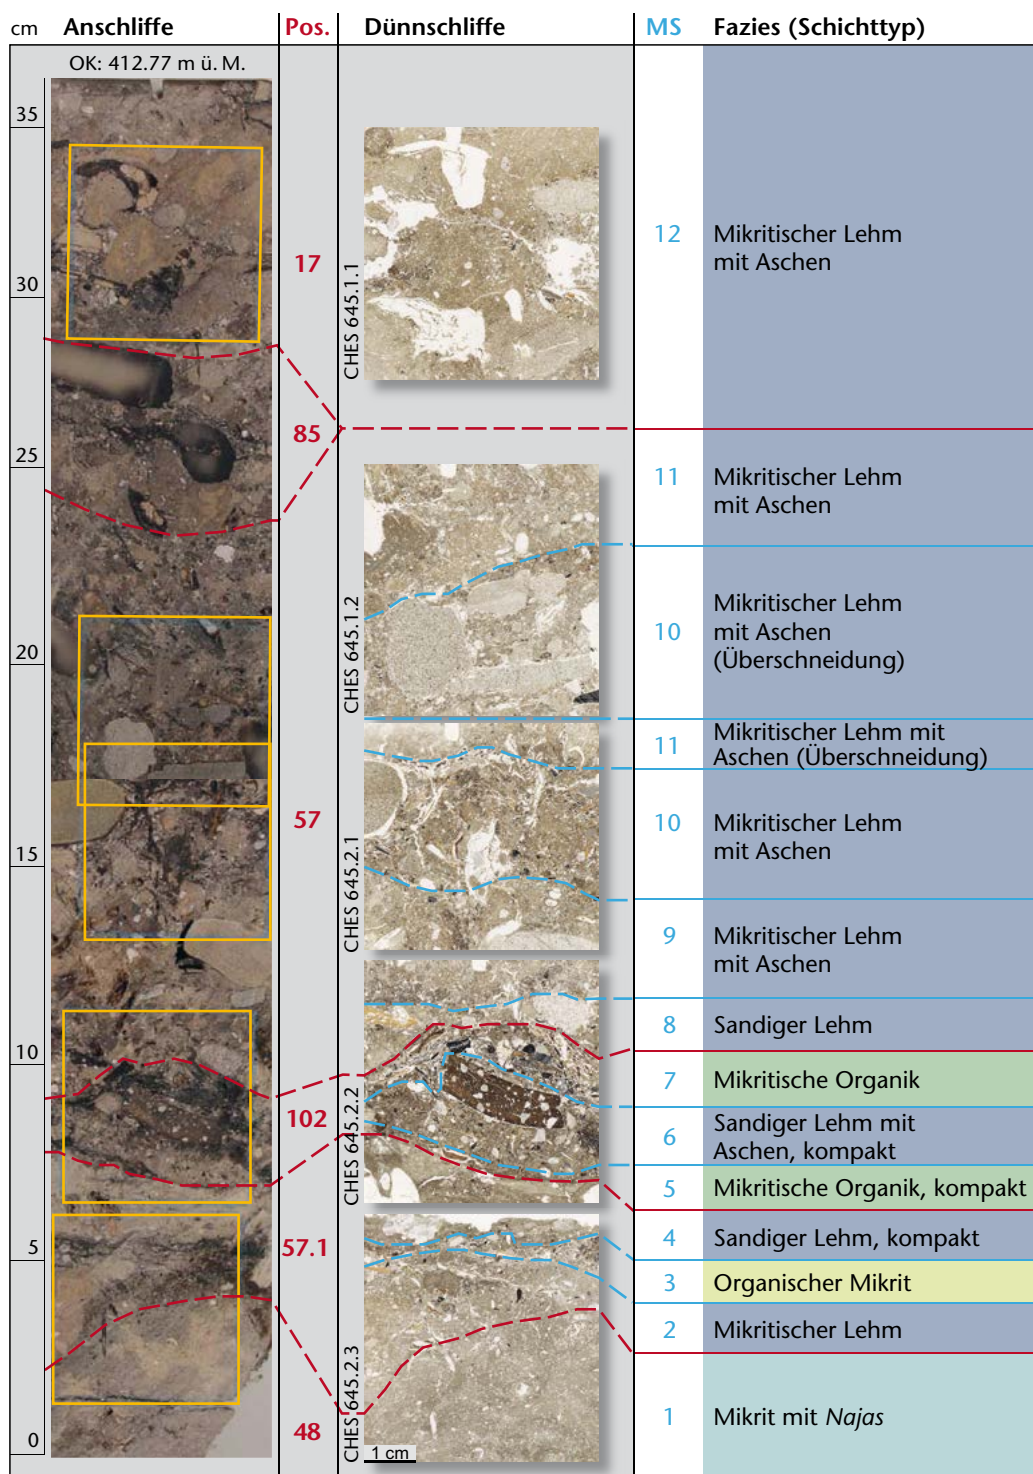 cm Anschliffe Pos. Dünnschliffe MS Fazies (Schichttyp)
OK: 412.77 m ü. M.
35
30
25
20
15
10
5
0
17
85
57
102
57.1
48
CHES 645.1.1
CHES 645.1.2
CHES 645.2.1
CHES 645.2.2
CHES 645.2.3
1 cm
12 Mikritischer Lehm
mit Aschen
11 Mikritischer Lehm
mit Aschen
10 Mikritischer Lehm
mit Aschen
(Überschneidung)
11 Mikritischer Lehm mit
Aschen (Überschneidung)
10 Mikritischer Lehm
mit Aschen
9 Mikritischer Lehm
mit Aschen
8 Sandiger Lehm
7 Mikritische Organik
6 Sandiger Lehm mit
Aschen, kompakt
5 Mikritische Organik, kompakt
4 Sandiger Lehm, kompakt
3 Organischer Mikrit
2 Mikritischer Lehm
1 Mikrit mit Najas